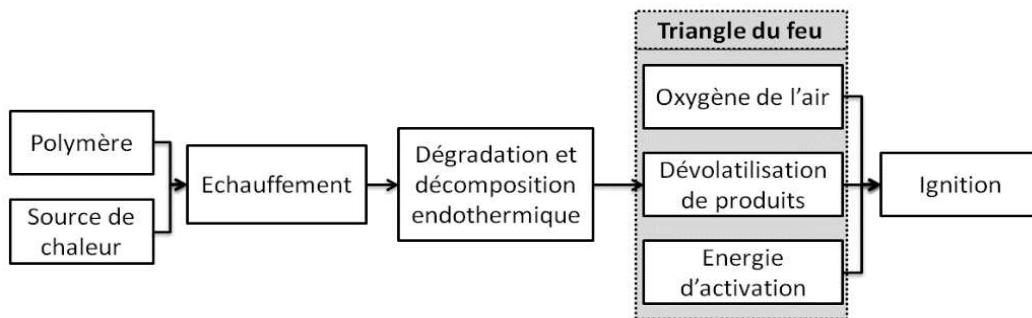 Triangle du feu
Polymère
Source de
chaleur
Echauffement
Dégradation et
décomposition
endothermique
Oxygène de l'air
Dévolatilisation
de produits
Energie
d'activation
Ignition